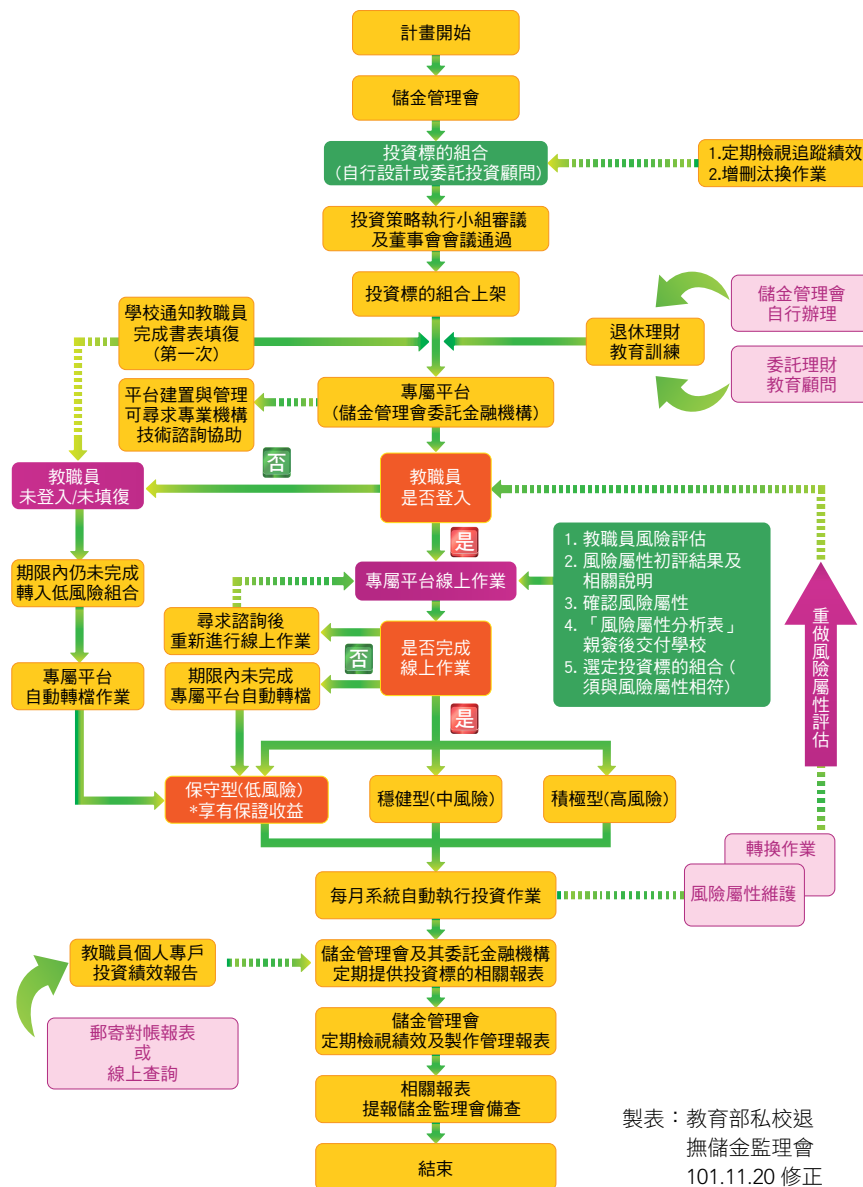 計畫開始
儲金管理會
投資標的組合
(自行設計或委託投資顧問)
1.定期檢視追蹤績效
2.增刪汰換作業
投資策略執行小組審議
及董事會會議通過
投資標的組合上架
儲金管理會
自行辦理
學校通知教職員
完成書表填復
(第一次)
退休理財
教育訓練
委託理財
教育顧問
平台建置與管理
可尋求專業機構
技術諮詢協助
專屬平台
(儲金管理會委託金融機構)
否
教職員
未登入/未填復
教職員
是否登入
是
1. 教職員風險評估
2. 風險屬性初評結果及
相關說明
3. 確認風險屬性
4. 「風險屬性分析表」
親簽後交付學校
5. 選定投資標的組合 (
須與風險屬性相符)
專屬平台線上作業
期限內仍未完成
轉入低風險組合
尋求諮詢後
重新進行線上作業
是否完成
線上作業
否
重做風險屬性評估
專屬平台
自動轉檔作業
期限內未完成
專屬平台自動轉檔
是
保守型(低風險)
*享有保證收益
穩健型(中風險)
積極型(高風險)
轉換作業
風險屬性維護
每月系統自動執行投資作業
教職員個人專戶
投資績效報告
儲金管理會及其委託金融機構
定期提供投資標的相關報表
郵寄對帳報表
或
線上查詢
儲金管理會
定期檢視績效及製作管理報表
相關報表
提報儲金監理會備查
結束
製表：教育部私校退
撫儲金監理會
101.11.20 修正